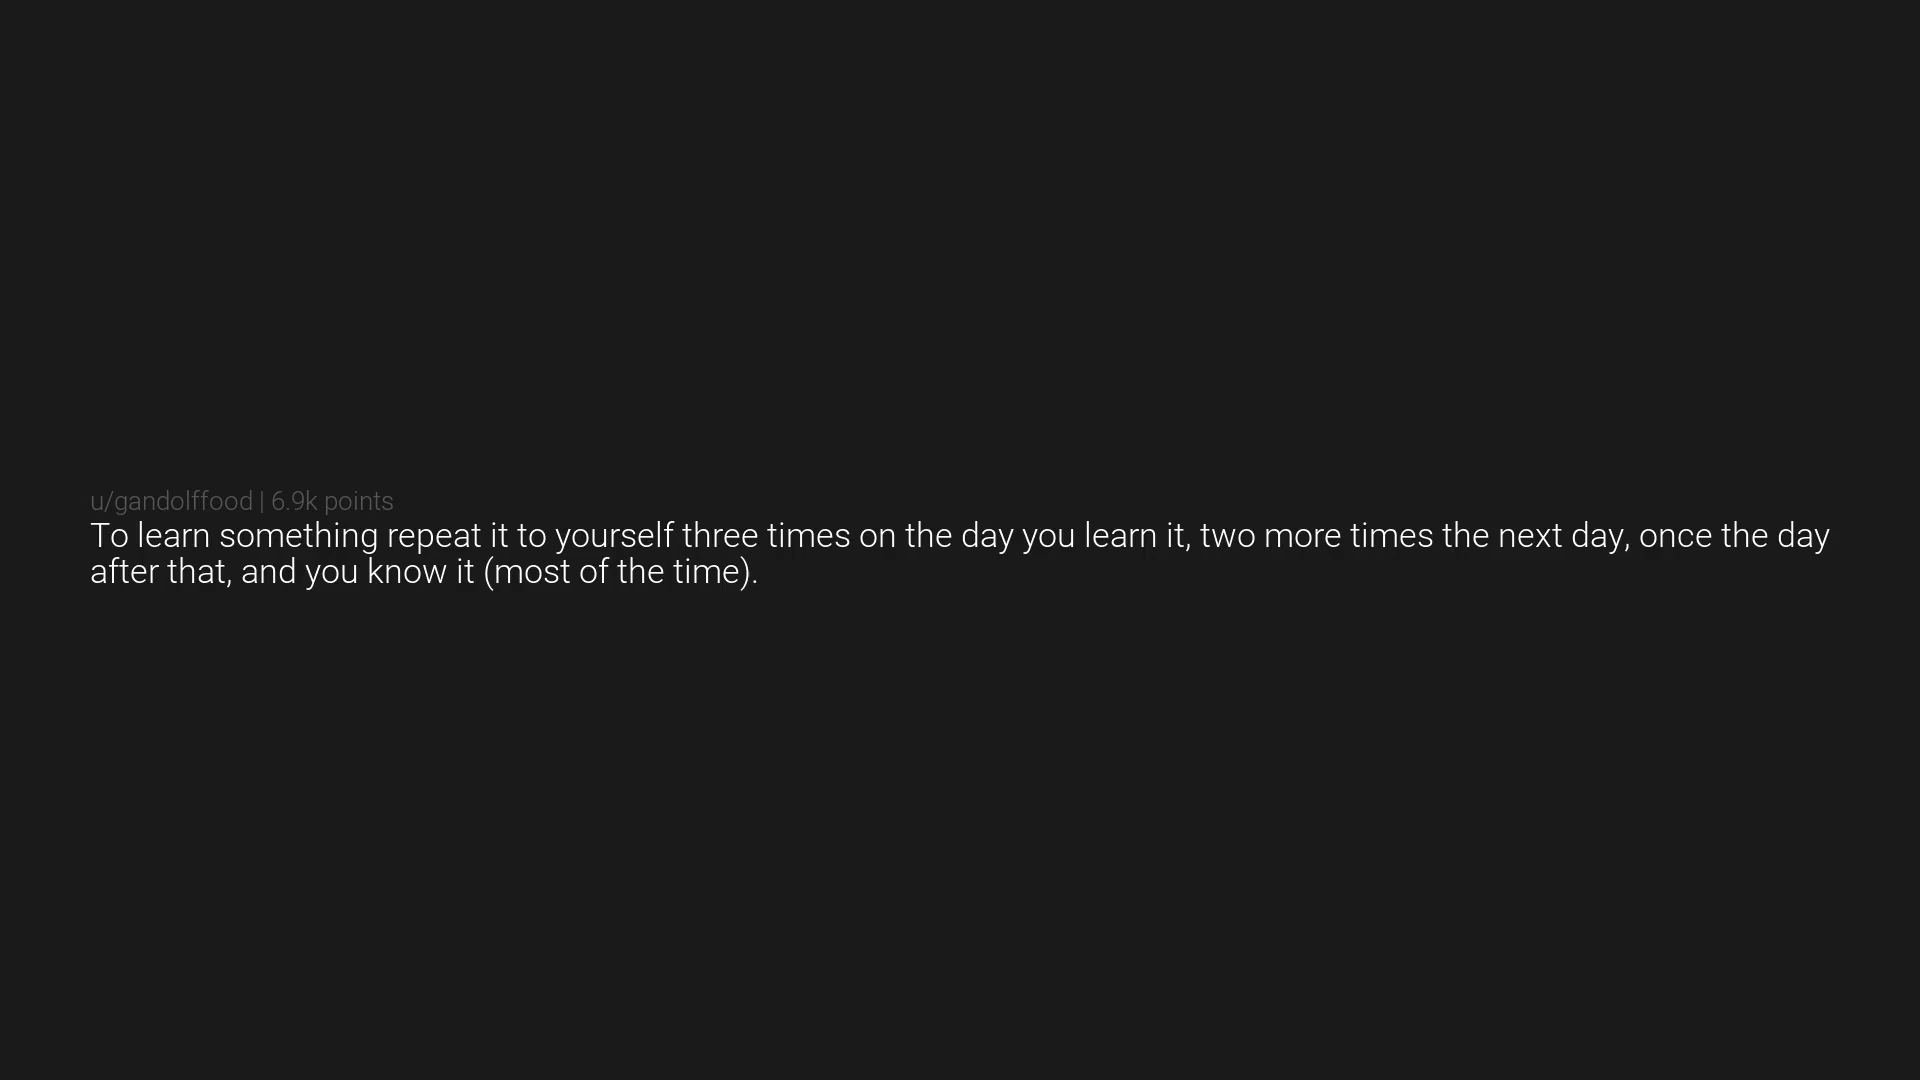 u/gandolffood | 6.9k points
To learn something repeat it to yourself three times on the day you learn it, two more times the next day, once the day
after that, and you know it (most of the time).